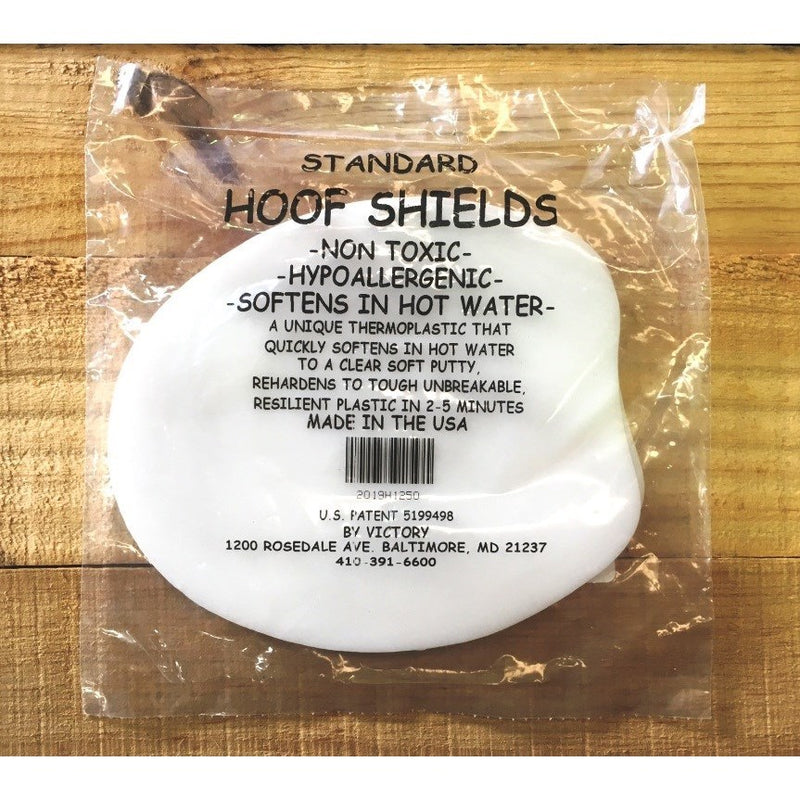 STANDARD
HOOF SHIELDS
-NON TOXIC-
-HYPOALLERGENIC-
-SOFTENS IN HOT WATER-
A UNIQUE THERMOPLASTIC THAT
QUICKLY SOFTENS IN HOT WATER
TO A CLEAR SOFT PUTTY,
REHARDENS TO TOUGH UNBREAKABLE,
RESILIENT PLASTIC IN 2-5 MINUTES
MADE IN THE USA
2019H1250
U.S. PATENT 5199498
BY VICTORY
1200 ROSEDALE AVE. BALTIMORE, MD 21237
410-391-6600